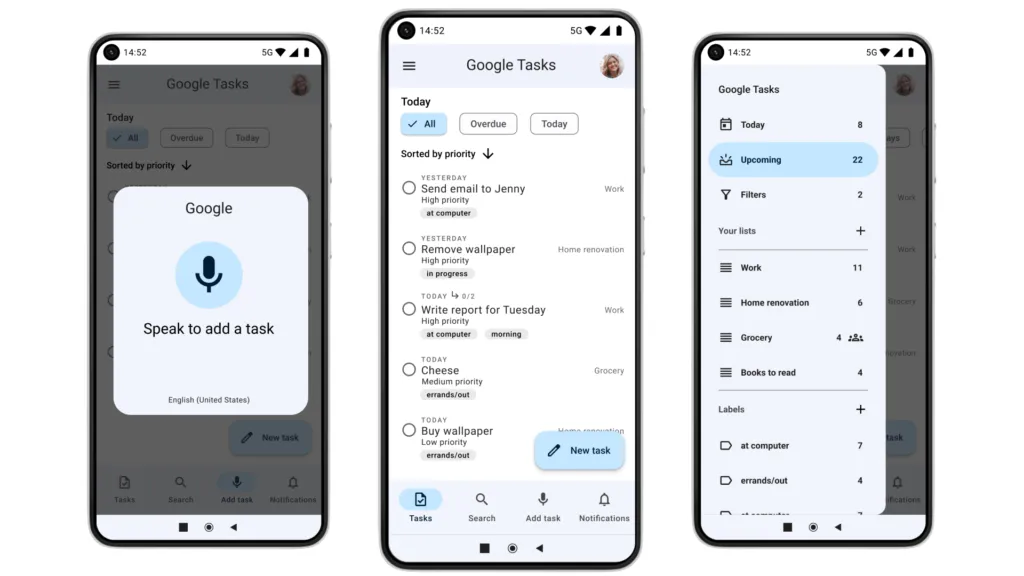 14:52
5G
Google Tasks
Today
All
Overdue
Today
Sorted by priority
Google
Speak to add a task
English (United States)
New task
Tasks
Search
Add task
Notifications
14:52
5G
Google Tasks
Today
All
Overdue
Today
Sorted by priority
YESTERDAY
Send email to Jenny
Work
High priority
at computer
YESTERDAY
Remove wallpaper
Home renovation
High priority
in progress
TODAY 0/2
Write report for Tuesday
Work
High priority
at computer
morning
TODAY
Cheese
Grocery
Medium priority
errands/out
TODAY
Buy wallpaper
Home renovation
Low priority
errands/out
New task
Tasks
Search
Add task
Notifications
14:52
5G
Google Tasks
Today 8
Upcoming 22
Filters 2
Your lists
Work 11
Home renovation 6
Grocery 4
Books to read 4
Labels
at computer 7
errands/out 4
at computer 7
Work
Work
Grocery
task